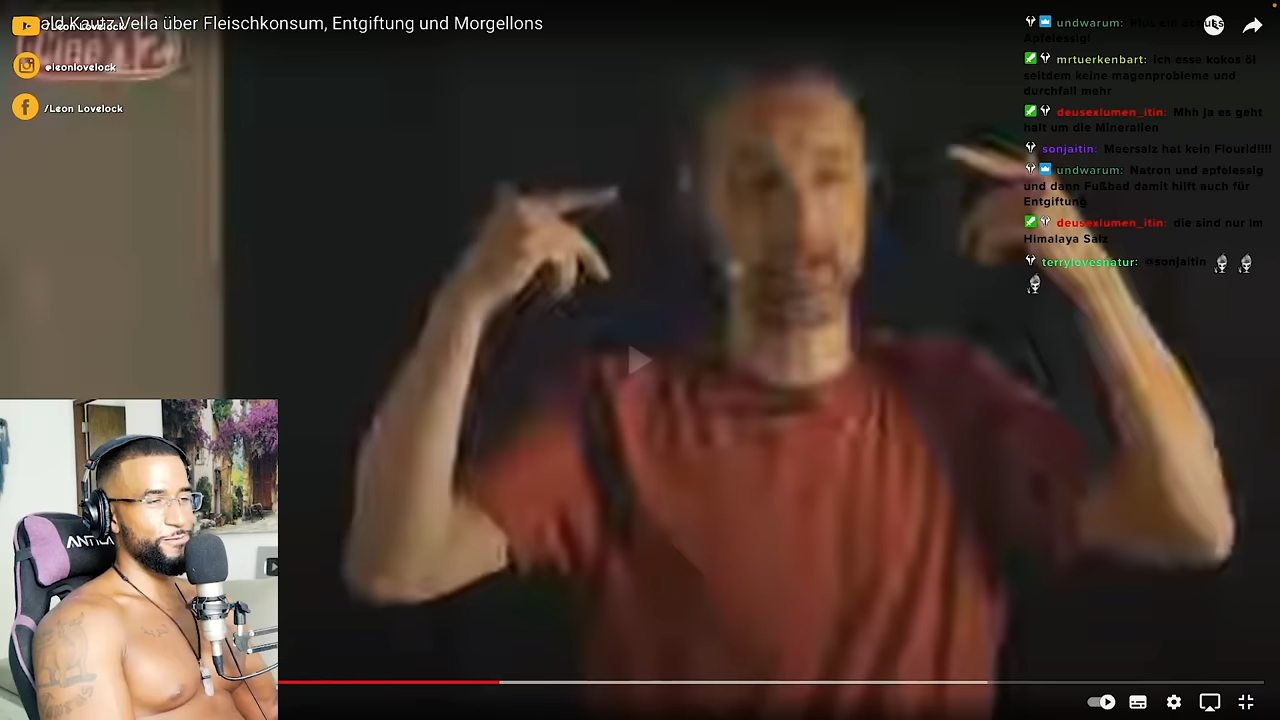 ald Kautz Vella über Fleischkonsum, Entgiftung und Morgellons
/Leon Lovelock
@leonlovelock
/Leon Lovelock
undwarum:
Apfelessig!
mrtuerkenbart: Ich esse kokos öl
seitdem keine magenprobleme und
durchfall mehr
deusexlumen_itin: Mhh ja es geht
halt um die Mineralien
sonjaitin: Meersalz hat kein Flourid!!!!
undwarum: Natron und apfelessig
und dann Fußbad damit hilft auch für
Entgiftung
deusexlumen_itin: die sind nur im
Himalaya Salz
terrylovesnatur: @sonjaitin